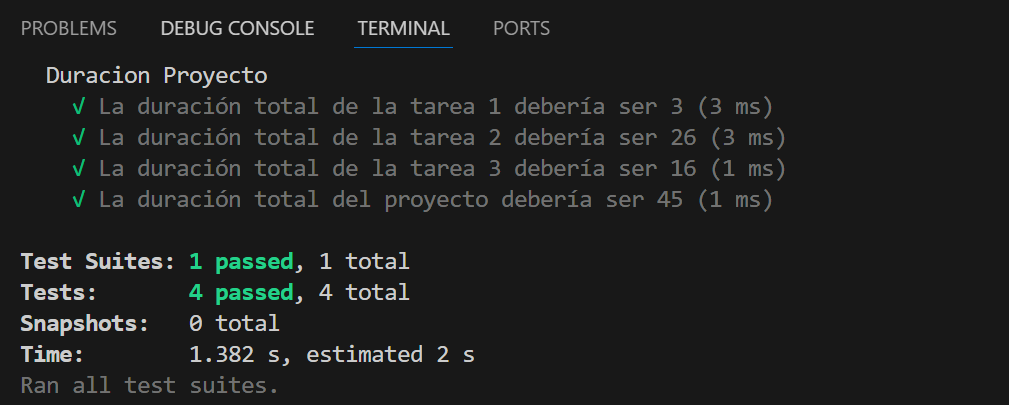 PROBLEMS DEBUG CONSOLE TERMINAL PORTS
Duracion Proyecto
√ La duración total de la tarea 1 debería ser 3 (3 ms)
√ La duración total de la tarea 2 debería ser 26 (3 ms)
√ La duración total de la tarea 3 debería ser 16 (1 ms)
√ La duración total del proyecto debería ser 45 (1 ms)
Test Suites: 1 passed, 1 total
Tests: 4 passed, 4 total
Snapshots: 0 total
Time: 1.382 s, estimated 2 s
Ran all test suites.